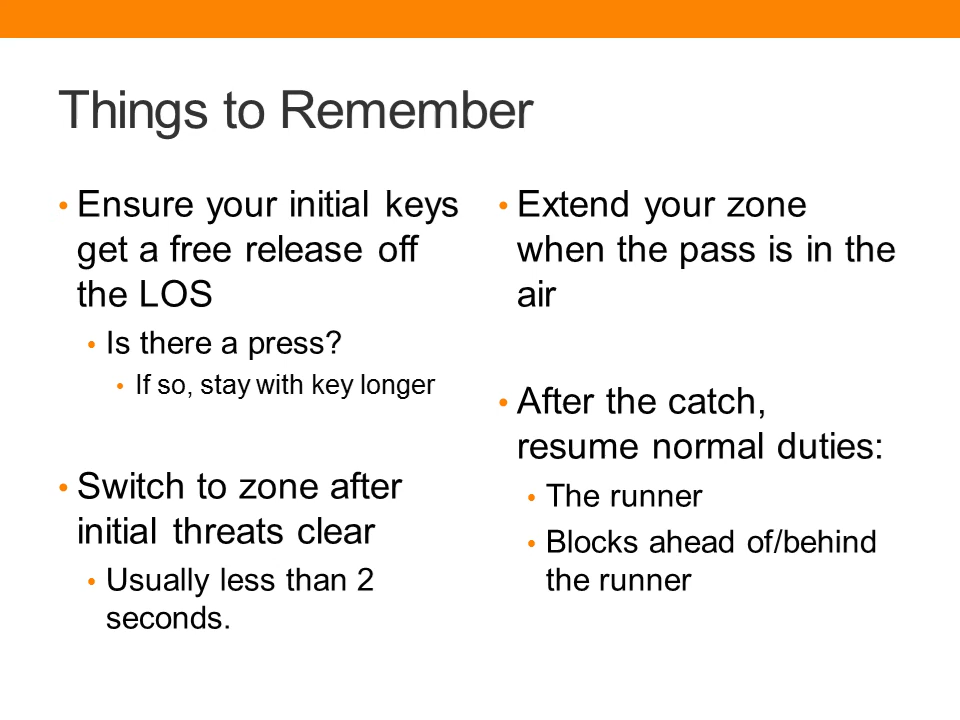 Things to Remember
• Ensure your initial keys
get a free release off
the LOS
• Is there a press?
• If so, stay with key longer
• Switch to zone after
initial threats clear
• Usually less than 2
seconds.
• Extend your zone
when the pass is in the
air
• After the catch,
resume normal duties:
• The runner
• Blocks ahead of/behind
the runner